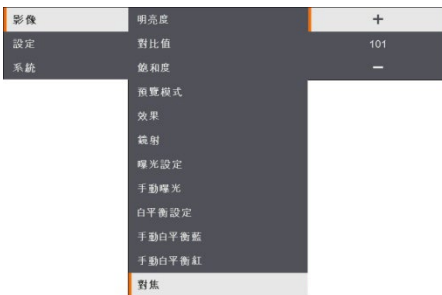 影像
設定
系統
明亮度
對比值
飽和度
預覽模式
效果
鏡射
曝光設定
手動曝光
白平衡設定
手動白平衡藍
手動白平衡紅
對焦
+
101
−